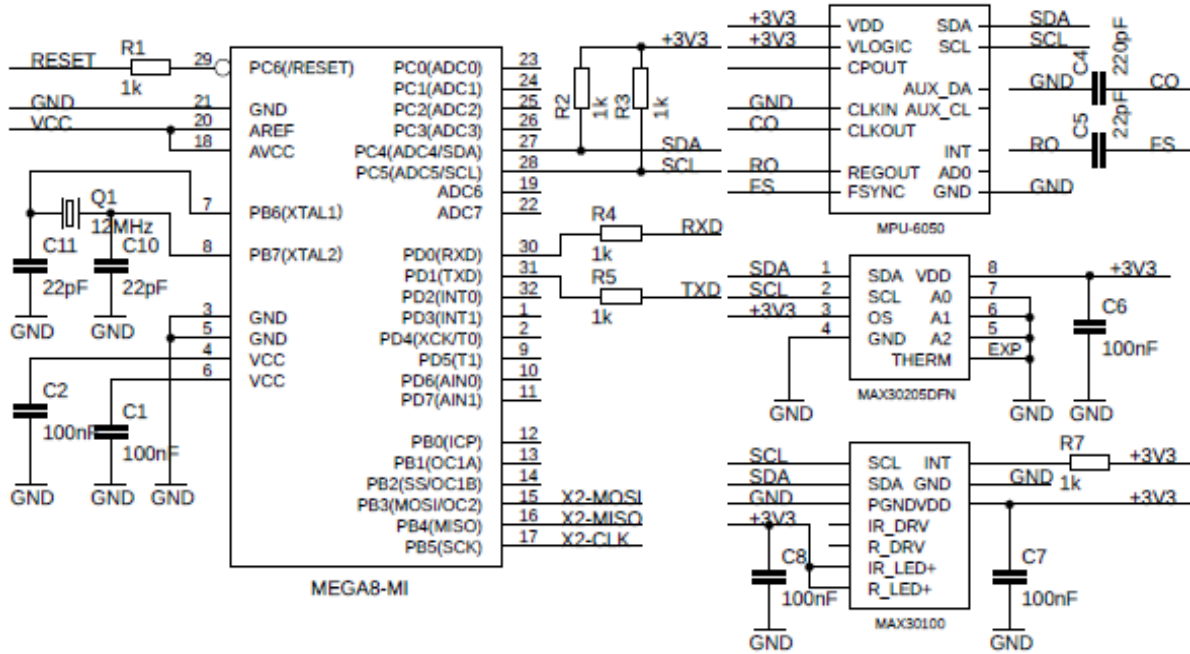 RESET
R1
1k
29
PC6(/RESET)
GND
21
GND
VCC
20
AREF
18
AVCC
Q1
12MHz
7
PB6(XTAL1)
8
PB7(XTAL2)
C11
22pF
C10
22pF
GND
GND
3
GND
5
GND
4
VCC
6
VCC
C2
100nF
C1
100nF
GND
GND
GND
PC0(ADC0)
23
PC1(ADC1)
24
PC2(ADC2)
25
PC3(ADC3)
26
PC4(ADC4/SDA)
27
SDA
PC5(ADC5/SCL)
28
SCL
ADC6
19
ADC7
22
PD0(RXD)
30
PD1(TXD)
31
PD2(INT0)
32
PD3(INT1)
1
PD4(XCK/T0)
2
PD5(T1)
9
PD6(AIN0)
10
PD7(AIN1)
11
PB0(ICP)
12
PB1(OC1A)
13
PB2(SS/OC1B)
14
PB3(MOSI/OC2)
15
X2-MOSI
PB4(MISO)
16
X2-MISO
PB5(SCK)
17
X2-CLK
MEGA8-MI
+3V3
R2
1k
R3
1k
R4
1k
RXD
R5
1k
TXD
+3V3
VDD
SDA
SDA
+3V3
VLOGIC
SCL
SCL
CPOUT
AUX_DA
GND
C4
220pF
CO
GND
CLKIN
AUX_CL
CO
CLKOUT
INT
RO
C5
22pF
FS
RO
REGOUT
AD0
FS
FSYNC
GND
GND
MPU-6050
SDA
1
SDA
VDD
8
+3V3
SCL
2
SCL
A0
7
+3V3
3
OS
A1
6
4
GND
A2
5
THERM
EXP
C6
100nF
GND
GND
GND
MAX30205DFN
SCL
SCL
INT
R7
1k
+3V3
SDA
SDA
GND
GND
GND
PGND
VDD
+3V3
+3V3
IR_DRV
R_DRV
IR_LED+
R_LED+
C8
100nF
C7
100nF
GND
GND
MAX30100